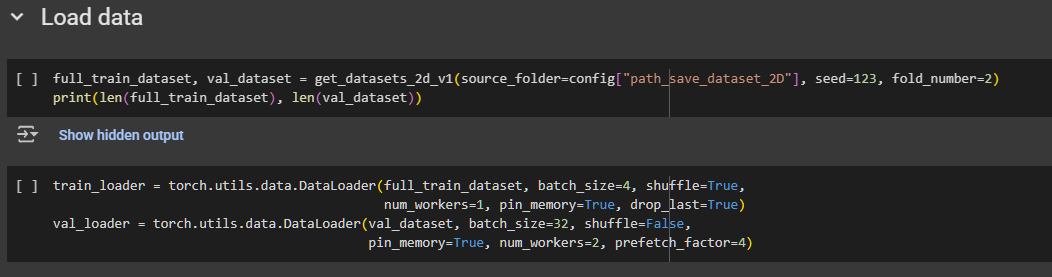 Load data
[ ] full_train_dataset, val_dataset = get_datasets_2d_v1(source_folder=config["path_save_dataset_2D"], seed=123, fold_number=2)
print(len(full_train_dataset), len(val_dataset))
Show hidden output
[ ] train_loader = torch.utils.data.DataLoader(full_train_dataset, batch_size=4, shuffle=True,
num_workers=1, pin_memory=True, drop_last=True)
val_loader = torch.utils.data.DataLoader(val_dataset, batch_size=32, shuffle=False,
pin_memory=True, num_workers=2, prefetch_factor=4)